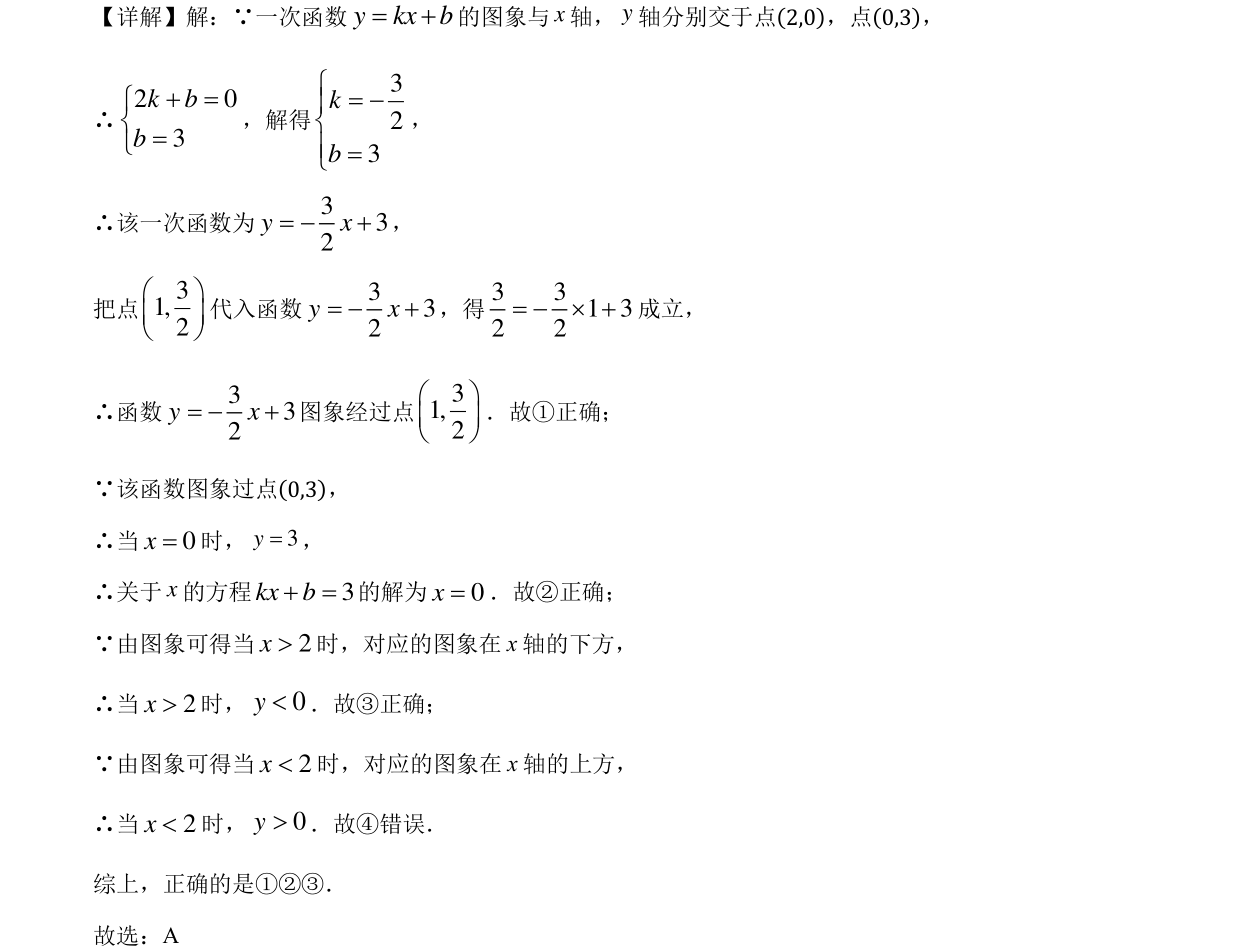 【详解】解：∵一次函数 y = kx + b 的图象与 x 轴， y 轴分别交于点(2,0)，点(0,3)，
∴ { 2k + b = 0, b = 3 ，解得 { k = −3/2, b = 3 ，
∴该一次函数为 y = −3/2 x + 3，
把点(1, 3/2)代入函数 y = −3/2 x + 3，得 3/2 = −3/2 ×1+ 3 成立，
∴函数 y = −3/2 x + 3 图象经过点(1, 3/2)．故①正确；
∵该函数图象过点(0,3)，
∴当 x = 0 时， y = 3，
∴关于 x 的方程 kx + b = 3 的解为 x = 0．故②正确；
∵由图象可得当 x > 2 时，对应的图象在 x 轴的下方，
∴当 x > 2 时， y < 0．故③正确；
∵由图象可得当 x < 2 时，对应的图象在 x 轴的上方，
∴当 x < 2 时， y > 0．故④错误．
综上，正确的是①②③．
故选：A